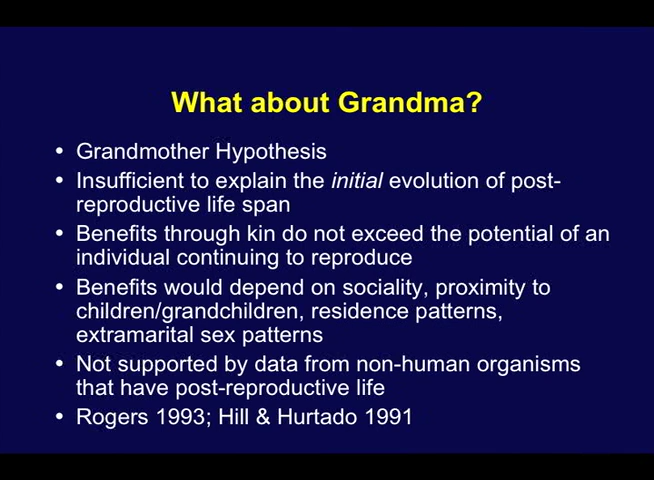 What about Grandma?
• Grandmother Hypothesis
• Insufficient to explain the initial evolution of post-
reproductive life span
• Benefits through kin do not exceed the potential of an
individual continuing to reproduce
• Benefits would depend on sociality, proximity to
children/grandchildren, residence patterns,
extramarital sex patterns
• Not supported by data from non-human organisms
that have post-reproductive life
• Rogers 1993; Hill & Hurtado 1991